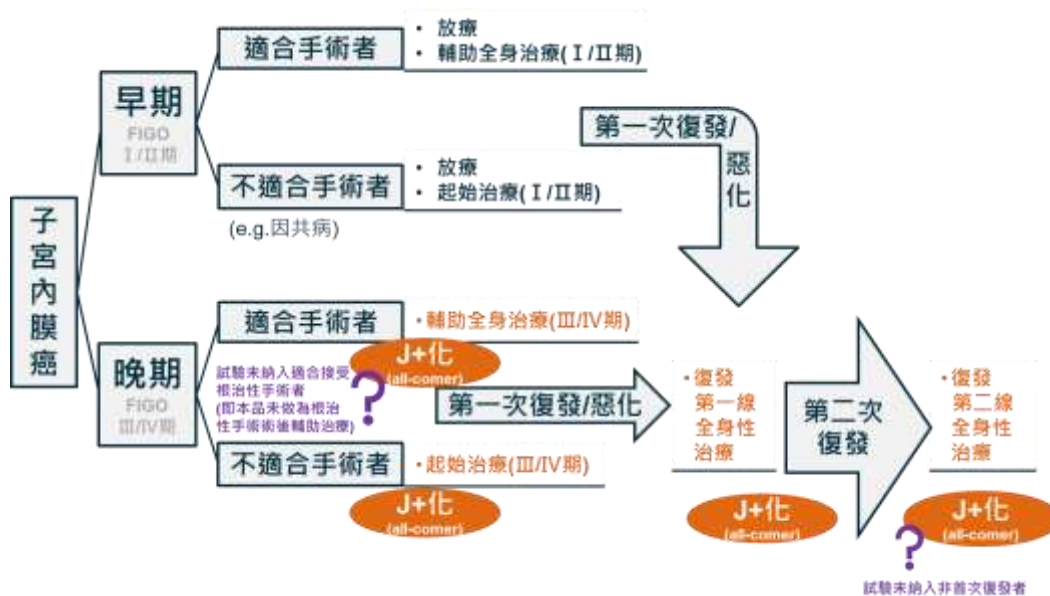 子宮內膜癌
早期
FIGO
Ⅰ/Ⅱ期
適合手術者
• 放療
• 輔助全身治療(Ⅰ/Ⅱ期)
不適合手術者
(e.g.因共病)
• 放療
• 起始治療(Ⅰ/Ⅱ期)
第一次復發/
惡化
晚期
FIGO
Ⅲ/Ⅳ期
適合手術者
•輔助全身治療(Ⅲ/Ⅳ期)
J+化
(all-comer)
試驗未納入適合接受
根治性手術者
(即本品未做為根治
性手術術後輔助治療)
?
第一次復發/惡化
不適合手術者
•起始治療(Ⅲ/Ⅳ期)
J+化
(all-comer)
•復發
第一線
全身性
治療
J+化
(all-comer)
第二次
復發
•復發
第二線
全身性
治療
J+化
(all-comer)
?
試驗未納入非首次復發者